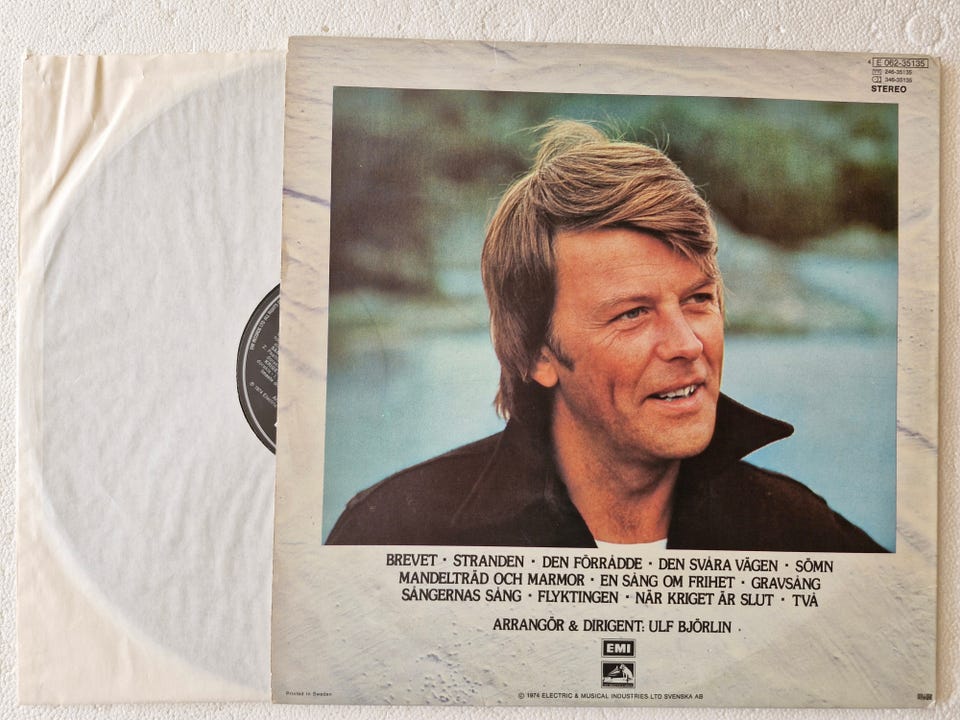 4 E 062-35135
246-35135
346-35135
STEREO
BREVET · STRANDEN · DEN FÖRRÅDDE · DEN SVÅRA VÄGEN · SÖMN
MANDELTRÄD OCH MARMOR · EN SÅNG OM FRIHET · GRAVSÅNG
SÅNGERNAS SÅNG · FLYKTINGEN · NÄR KRIGET ÄR SLUT · TVÅ
ARRANGÖR & DIRIGENT: ULF BJÖRLIN
EMI
Printed in Sweden
© 1974 ELECTRIC & MUSICAL INDUSTRIES LTD SVENSKA AB